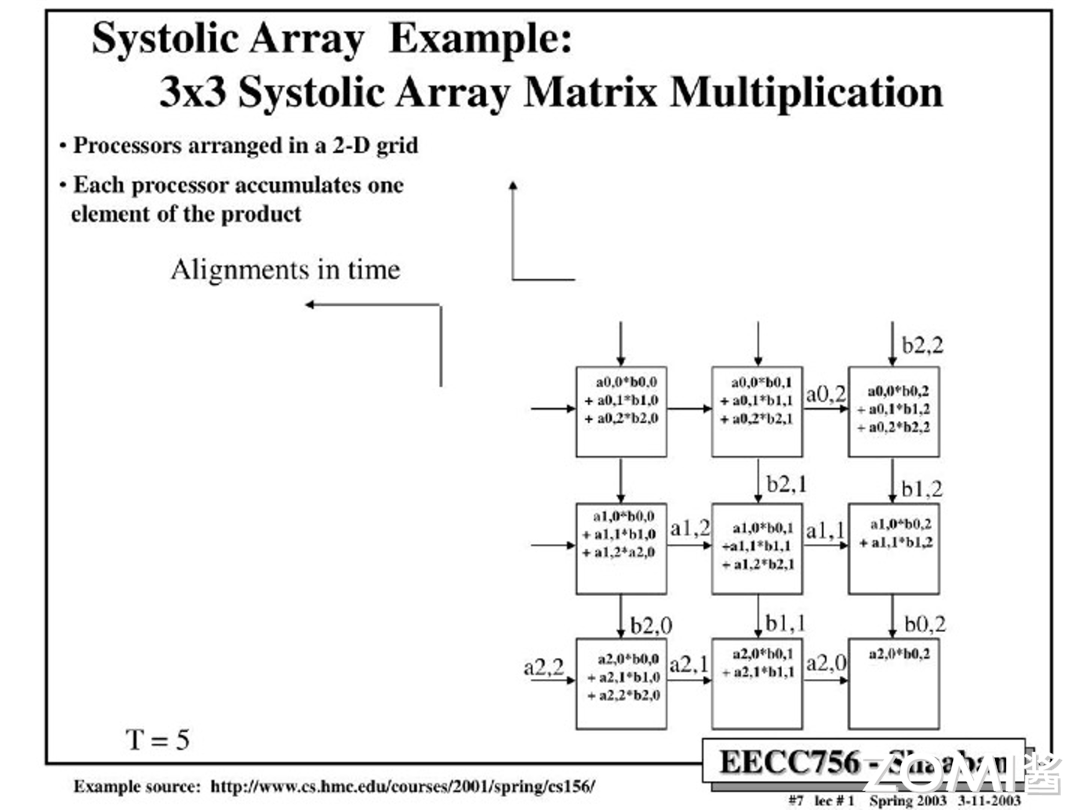 Systolic Array Example:
3x3 Systolic Array Matrix Multiplication
• Processors arranged in a 2-D grid
• Each processor accumulates one
element of the product
Alignments in time
b2,2
a0,0*b0,0
+ a0,1*b1,0
+ a0,2*b2,0
a0,0*b0,1
+ a0,1*b1,1
+ a0,2*b2,1
a0,2
a0,0*b0,2
+ a0,1*b1,2
+ a0,2*b2,2
b2,1
b1,2
a1,0*b0,0
+ a1,1*b1,0
+ a1,2*a2,0
a1,2
a1,0*b0,1
+a1,1*b1,1
+ a1,2*b2,1
a1,1
a1,0*b0,2
+ a1,1*b1,2
b2,0
b1,1
b0,2
a2,2
a2,0*b0,0
+ a2,1*b1,0
+ a2,2*b2,0
a2,1
a2,0*b0,1
+ a2,1*b1,1
a2,0
a2,0*b0,2
T = 5
EECC756 - Shaaban
ZOMI酱
Example source: http://www.cs.hmc.edu/courses/2001/spring/cs156/
#7 lec # 1 Spring 2003 3-11-2003